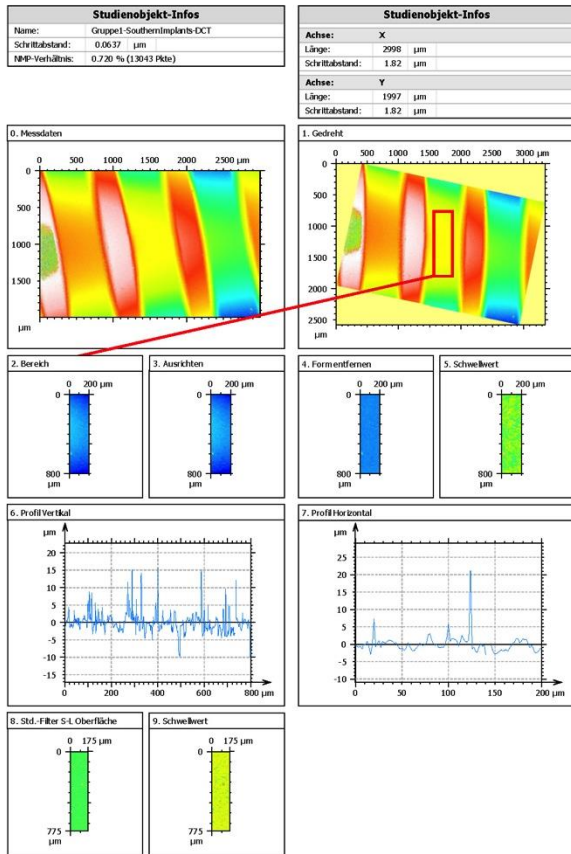 Studienobjekt-Infos
Name: Gruppe1-SouthernImplants-DCT
Schrittabstand: 0.0637 µm
NMP-Verhältnis: 0.720 % (13043 Pkte)
Studienobjekt-Infos
Achse: X
Länge: 2998 µm
Schrittabstand: 1.82 µm
Achse: Y
Länge: 1997 µm
Schrittabstand: 1.82 µm
0. Messdaten
0 500 1000 1500 2000 2500 µm
0
500
1000
1500
µm
1. Gedreht
0 500 1000 1500 2000 2500 3000 µm
0
500
1000
1500
2000
2500
µm
2. Bereich
0 200 µm
0
800
µm
3. Ausrichten
0 200 µm
0
800
µm
4. Form entfernen
0 200 µm
0
800
µm
5. Schwellwert
0 200 µm
0
800
µm
6. Profil Vertikal
µm
20
15
10
5
0
-5
-10
-15
0 200 400 600 800 µm
7. Profil Horizontal
µm
25
20
15
10
5
0
-5
-10
0 50 100 150 200 µm
8. Std.-Filter S-L Oberfläche
0 175 µm
0
775
µm
9. Schwellwert
0 175 µm
0
775
µm